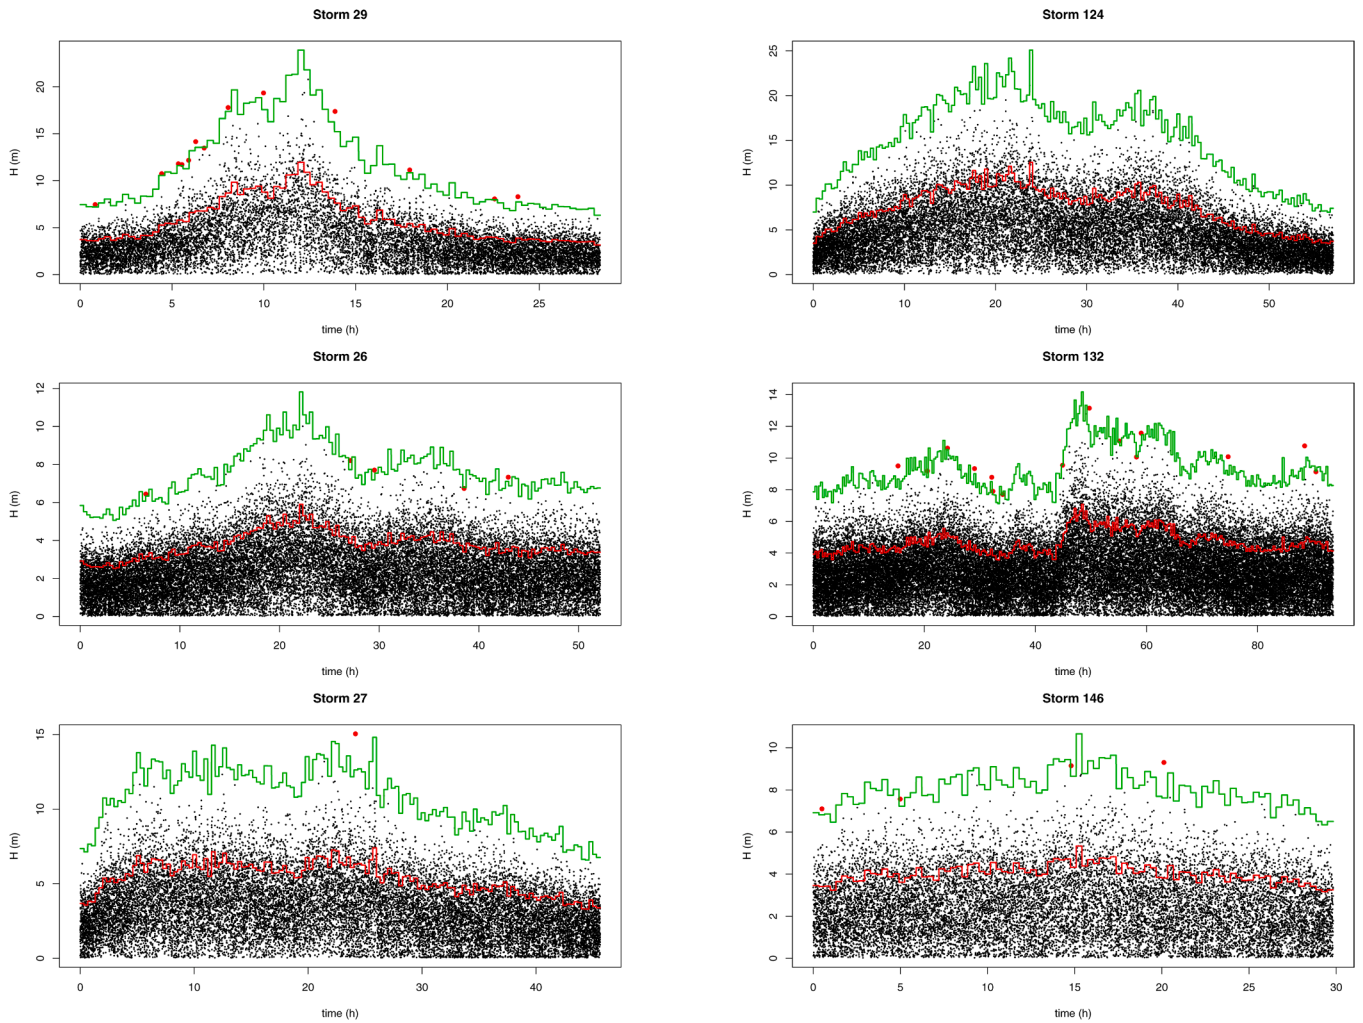 Storm 29
H (m)
0 5 10 15 20
0 5 10 15 20 25
time (h)
Storm 124
H (m)
0 5 10 15 20 25
0 10 20 30 40 50
time (h)
Storm 26
H (m)
0 2 4 6 8 10 12
0 10 20 30 40 50
time (h)
Storm 132
H (m)
0 2 4 6 8 10 12 14
0 20 40 60 80
time (h)
Storm 27
H (m)
0 5 10 15
0 10 20 30 40
time (h)
Storm 146
H (m)
0 2 4 6 8 10
0 5 10 15 20 25 30
time (h)